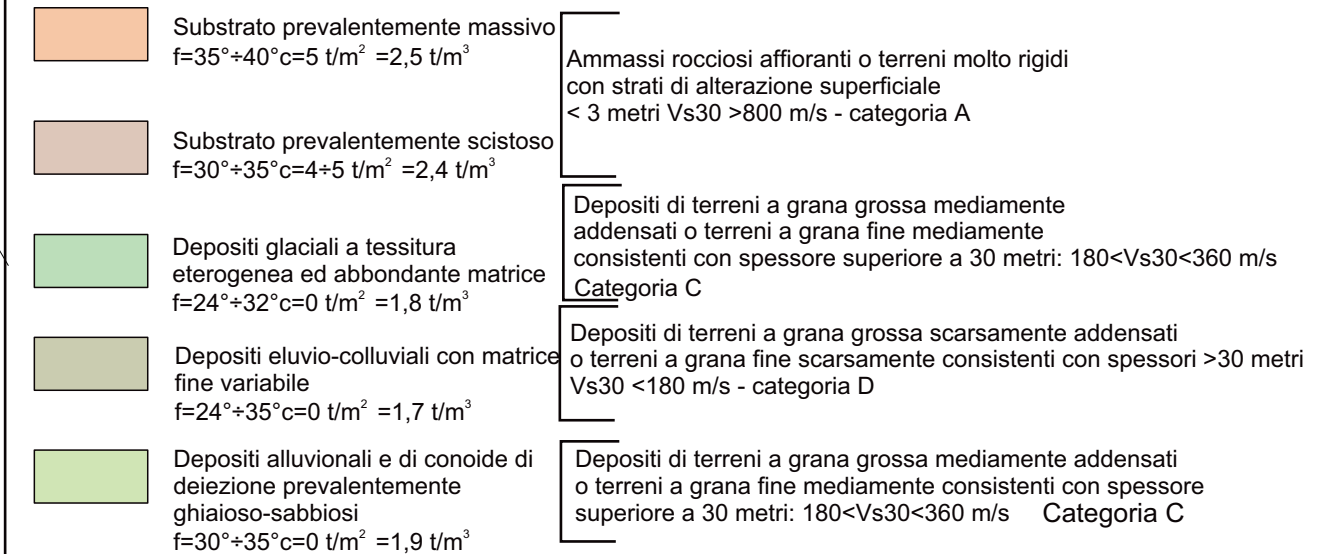 Substrato prevalentemente massivo
f=35°÷40°c=5 t/m² =2,5 t/m³
Ammassi rocciosi affioranti o terreni molto rigidi
con strati di alterazione superficiale
< 3 metri Vs30 >800 m/s - categoria A
Substrato prevalentemente scistoso
f=30°÷35°c=4÷5 t/m² =2,4 t/m³
Depositi glaciali a tessitura
eterogenea ed abbondante matrice
f=24°÷32°c=0 t/m² =1,8 t/m³
Depositi di terreni a grana grossa mediamente
addensati o terreni a grana fine mediamente
consistenti con spessore superiore a 30 metri: 180<Vs30<360 m/s
Categoria C
Depositi eluvio-colluviali con matrice
fine variabile
f=24°÷35°c=0 t/m² =1,7 t/m³
Depositi di terreni a grana grossa scarsamente addensati
o terreni a grana fine scarsamente consistenti con spessori >30 metri
Vs30 <180 m/s - categoria D
Depositi alluvionali e di conoide di
deiezione prevalentemente
ghiaioso-sabbiosi
f=30°÷35°c=0 t/m² =1,9 t/m³
Depositi di terreni a grana grossa mediamente addensati
o terreni a grana fine mediamente consistenti con spessore
superiore a 30 metri: 180<Vs30<360 m/s Categoria C